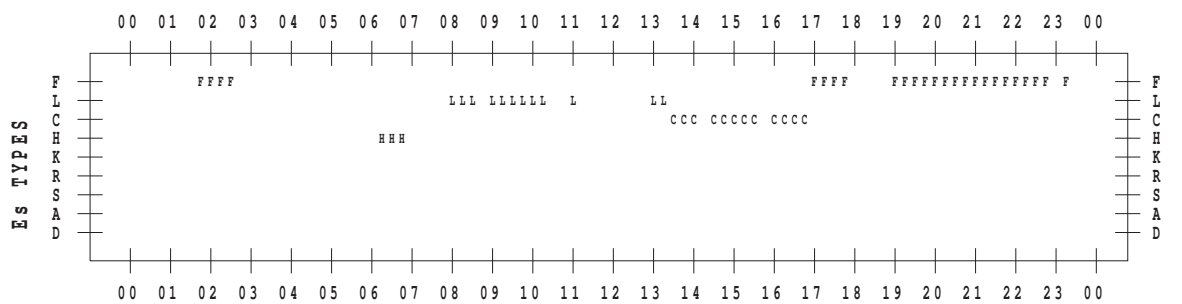 00 01 02 03 04 05 06 07 08 09 10 11 12 13 14 15 16 17 18 19 20 21 22 23 00
F FFFF FFFF FFFFFFFFFFFFFFFF F F
L LLL LLLLLL L LL L
C CCC CCCCC CCCC C
H HHH H
K K
R R
S S
A A
D D
Es TYPES
00 01 02 03 04 05 06 07 08 09 10 11 12 13 14 15 16 17 18 19 20 21 22 23 00